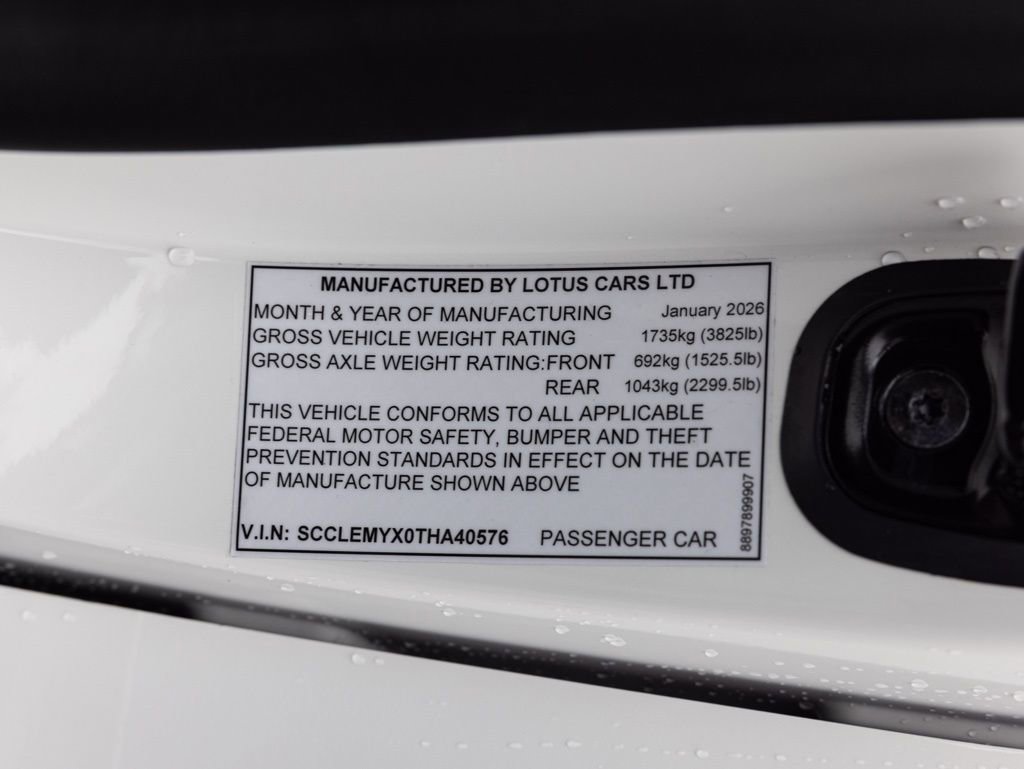 MANUFACTURED BY LOTUS CARS LTD
MONTH & YEAR OF MANUFACTURING January 2026
GROSS VEHICLE WEIGHT RATING 1735kg (3825lb)
GROSS AXLE WEIGHT RATING:FRONT 692kg (1525.5lb)
REAR 1043kg (2299.5lb)
THIS VEHICLE CONFORMS TO ALL APPLICABLE
FEDERAL MOTOR SAFETY, BUMPER AND THEFT
PREVENTION STANDARDS IN EFFECT ON THE DATE
OF MANUFACTURE SHOWN ABOVE
V.I.N: SCCLEMYX0THA40576 PASSENGER CAR
8897899907